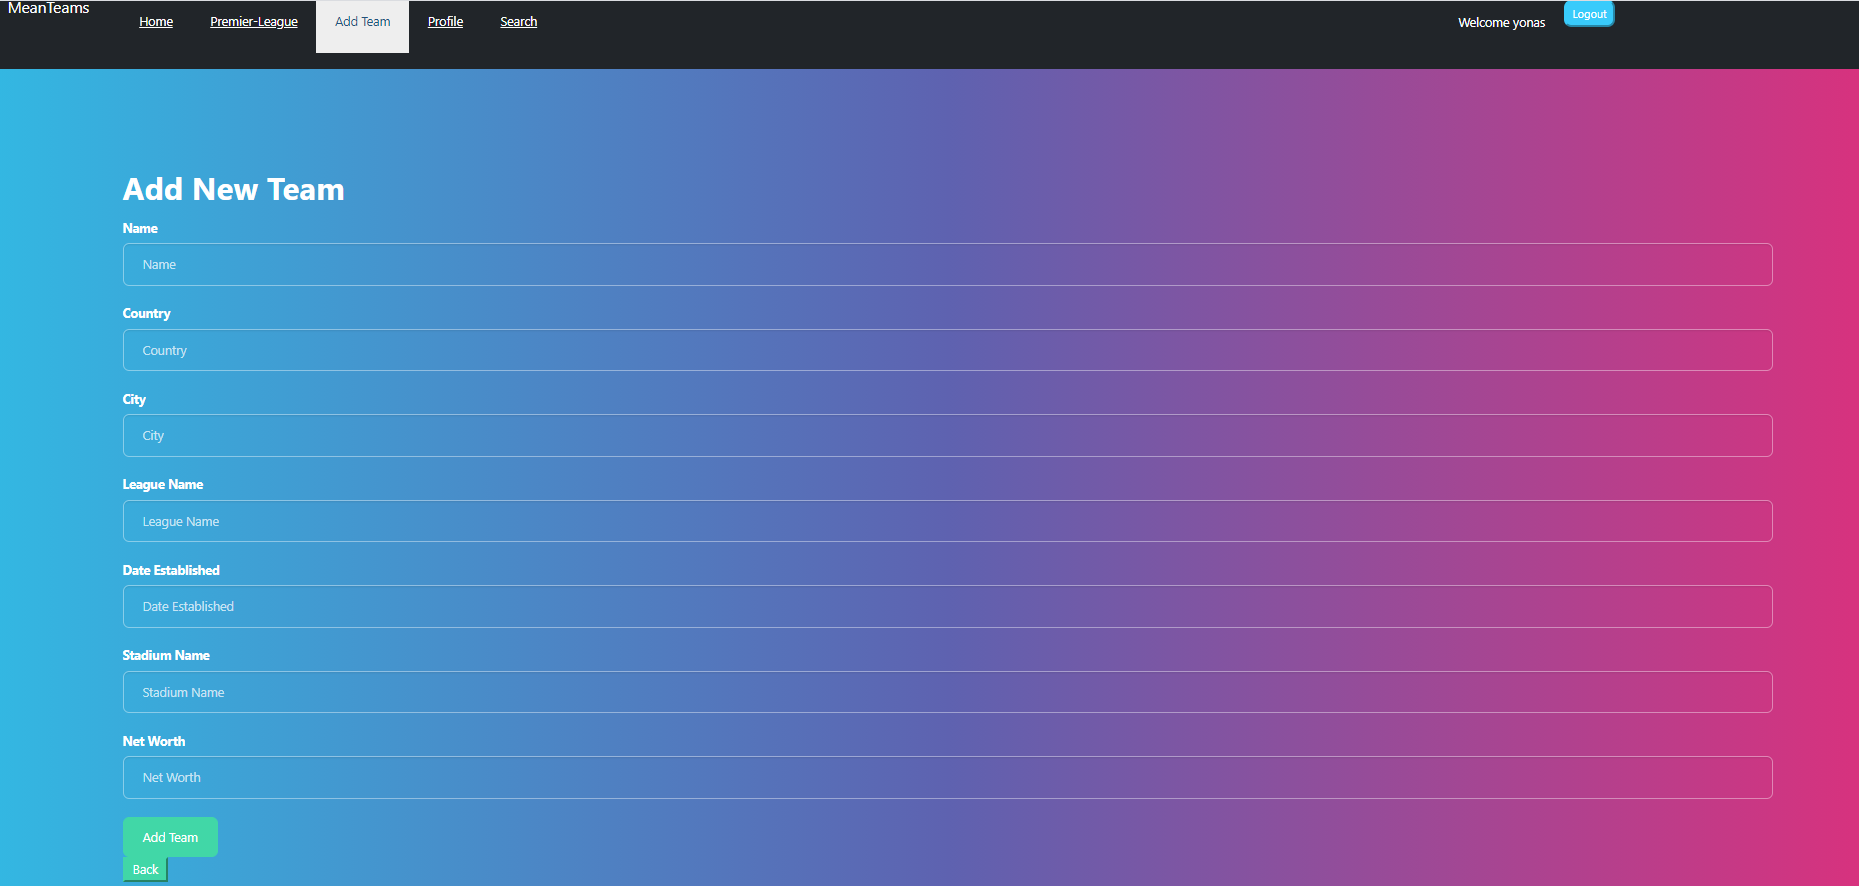 MeanTeams
Home Premier-League Add Team Profile Search Welcome yonas Logout
Add New Team
Name
Name
Country
Country
City
City
League Name
League Name
Date Established
Date Established
Stadium Name
Stadium Name
Net Worth
Net Worth
Add Team
Back